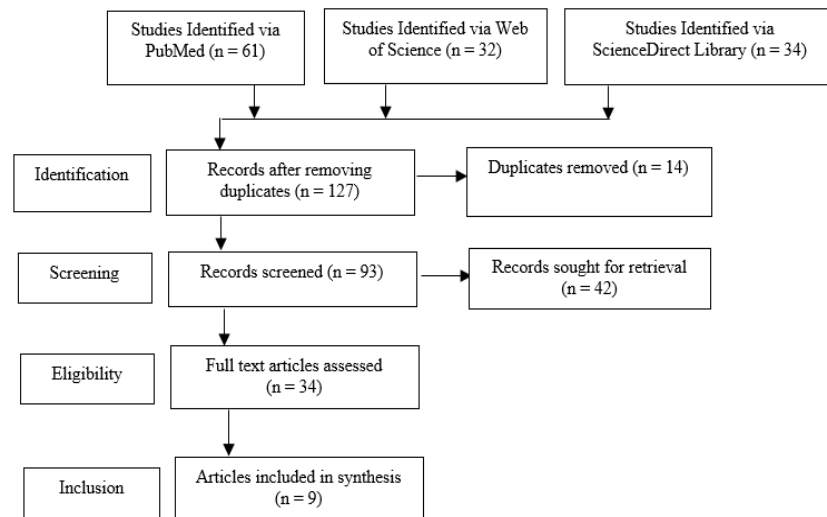 Studies Identified via
PubMed (n = 61)
Studies Identified via Web
of Science (n = 32)
Studies Identified via
ScienceDirect Library (n = 34)
Identification
Records after removing
duplicates (n = 127)
Duplicates removed (n = 14)
Screening
Records screened (n = 93)
Records sought for retrieval
(n = 42)
Eligibility
Full text articles assessed
(n = 34)
Inclusion
Articles included in synthesis
(n = 9)